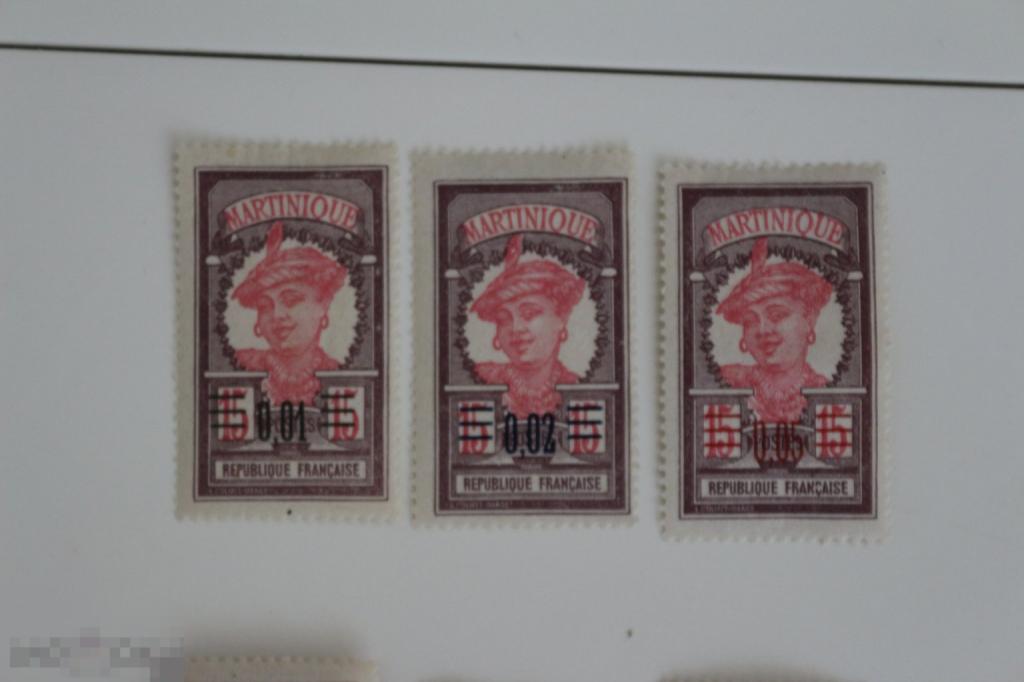 MARTINIQUE
15 0,01 15
REPUBLIQUE FRANÇAISE
MARTINIQUE
15 0,02 15
REPUBLIQUE FRANÇAISE
MARTINIQUE
15 0,05 15
REPUBLIQUE FRANÇAISE